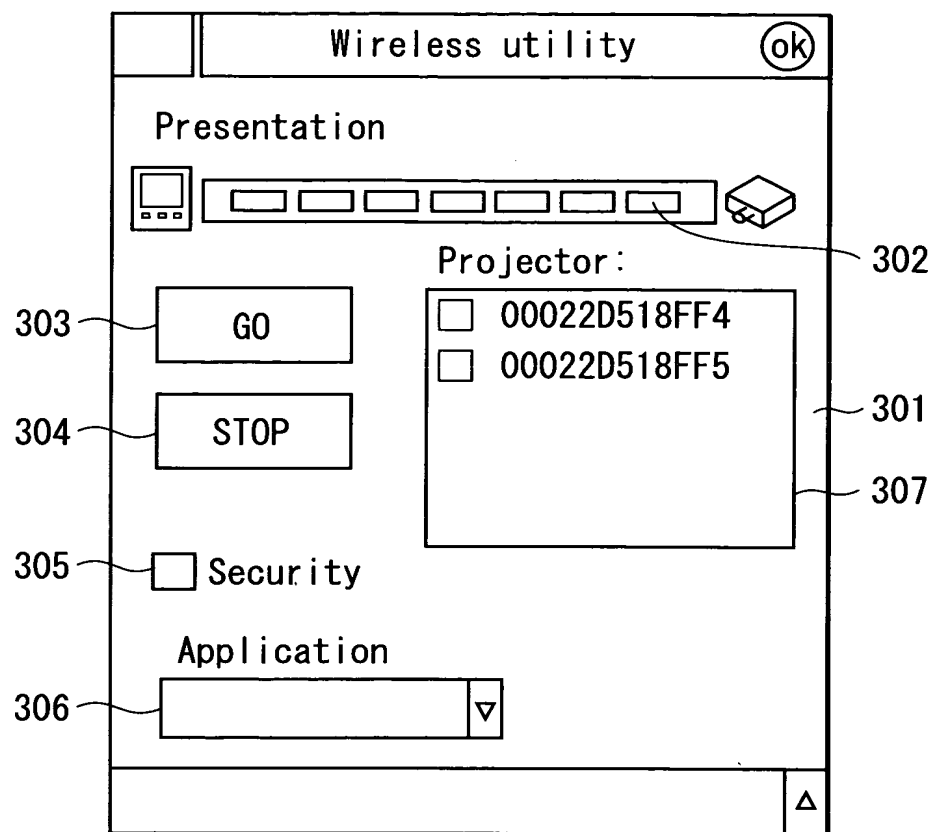 Wireless utility ok
Presentation
302
Projector:
303 GO
00022D518FF4
00022D518FF5
304 STOP
301
307
305 Security
Application
306